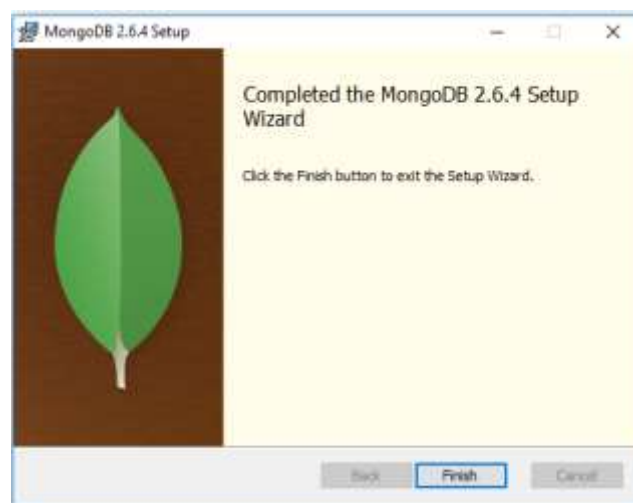 MongoDB 2.6.4 Setup
Completed the MongoDB 2.6.4 Setup
Wizard
Click the Finish button to exit the Setup Wizard.
Back Finish Cancel